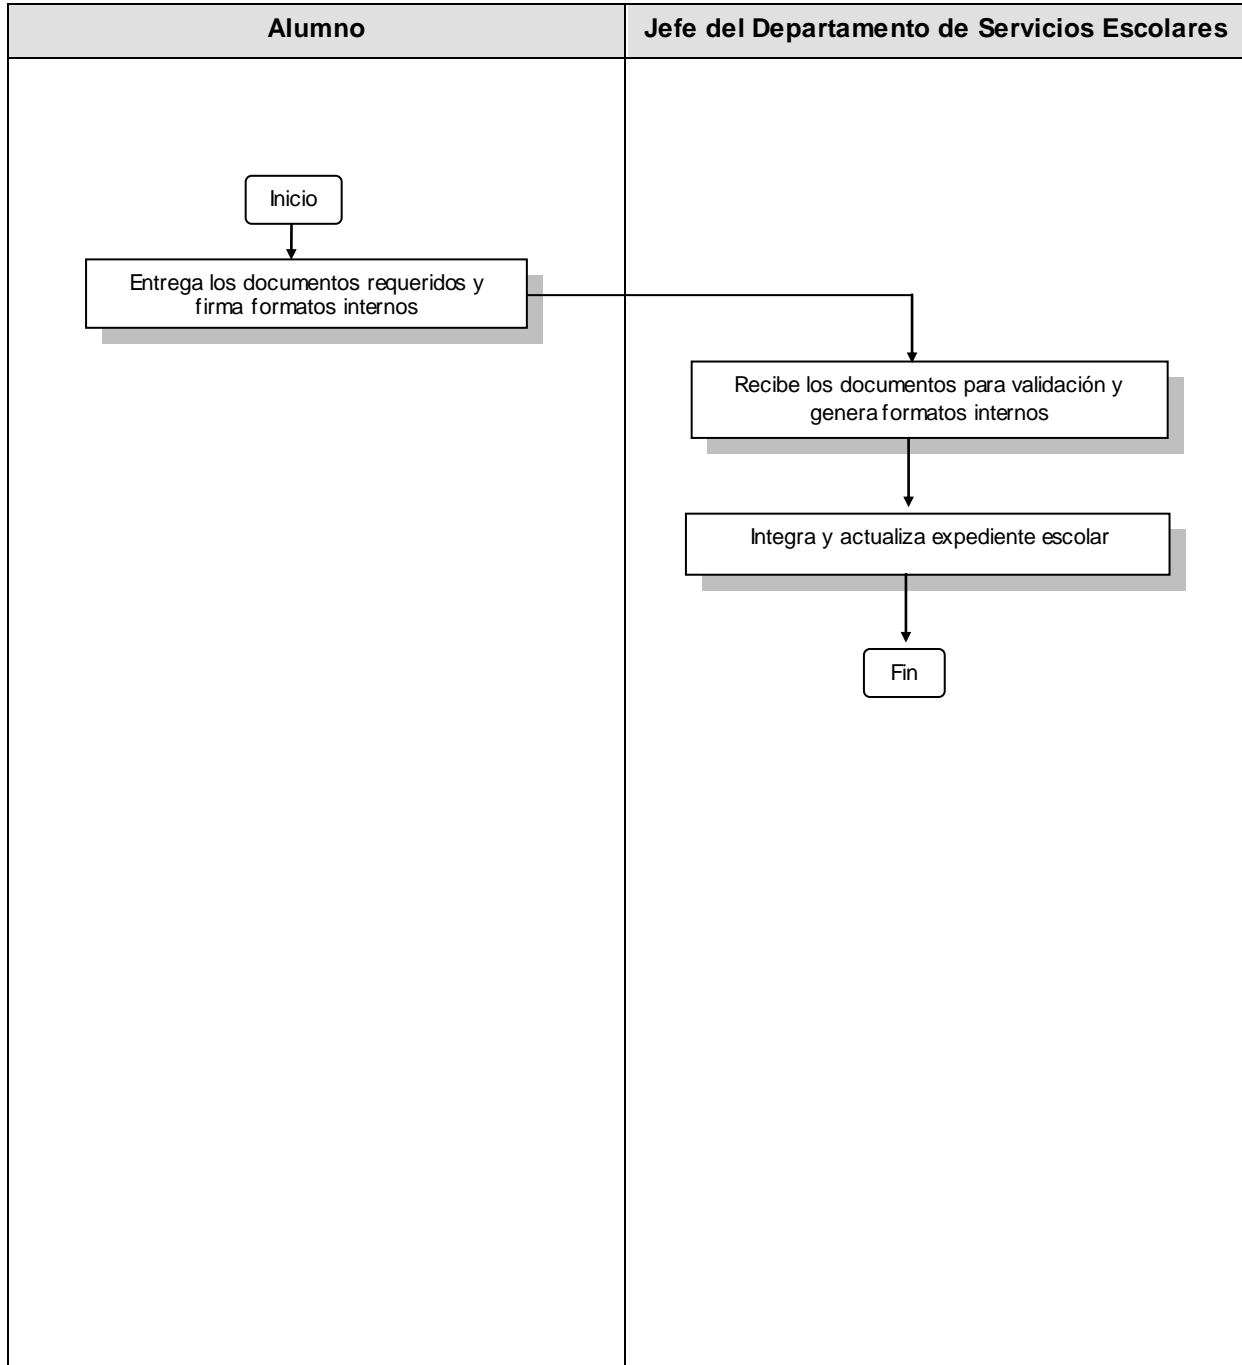 Alumno
Jefe del Departamento de Servicios Escolares
Inicio
Entrega los documentos requeridos y
firma formatos internos
Recibe los documentos para validación y
genera formatos internos
Integra y actualiza expediente escolar
Fin